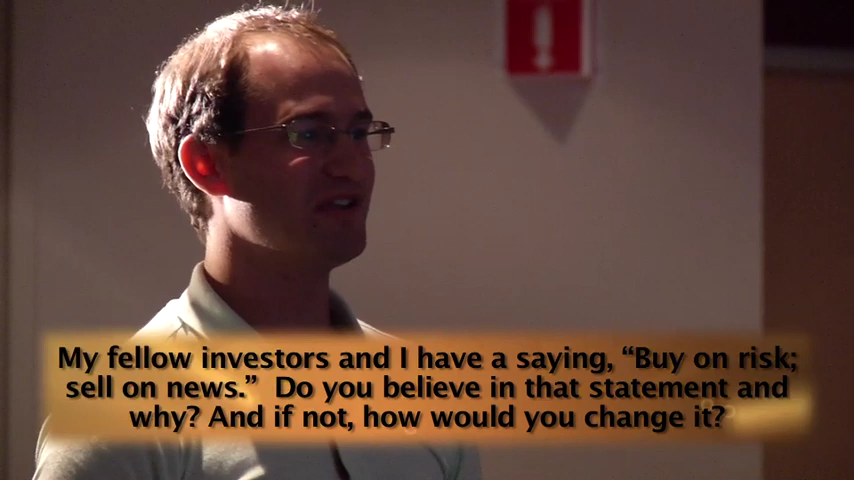 My fellow investors and I have a saying, “Buy on risk;
sell on news.”  Do you believe in that statement and
why? And if not, how would you change it?